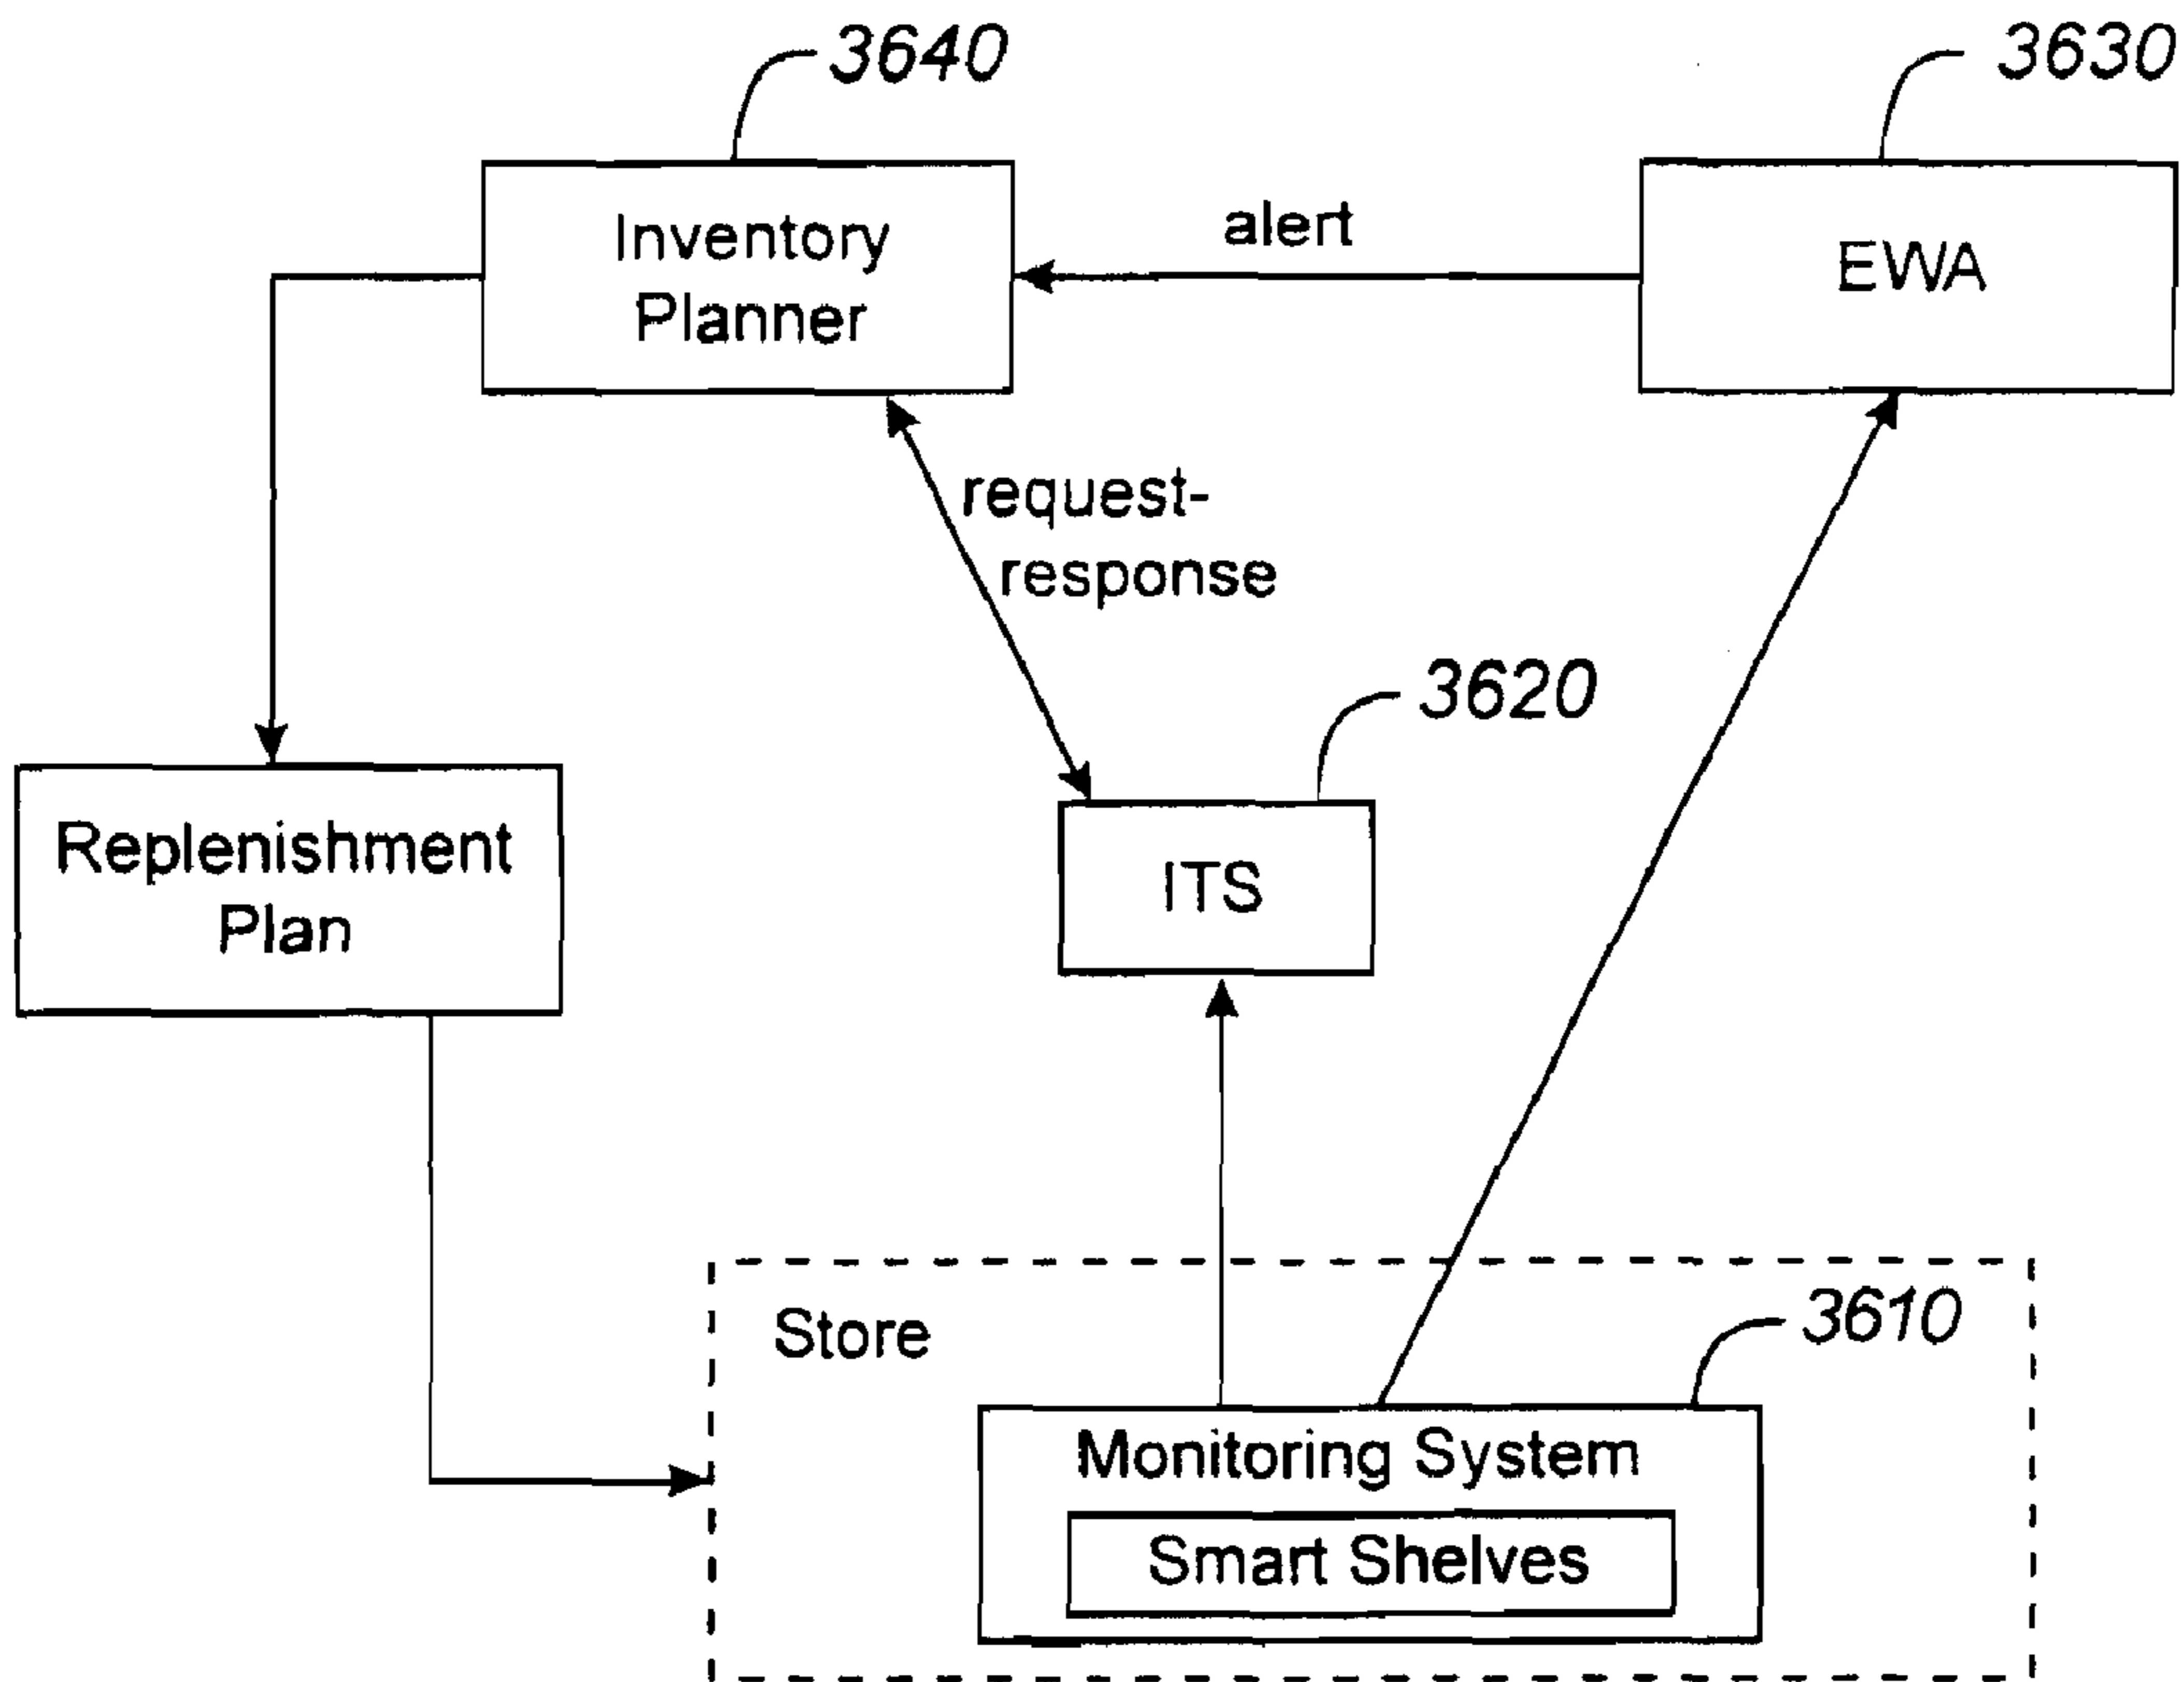 3640
3630
Inventory
Planner
alert
EWA
request-
response
3620
Replenishment
Plan
ITS
Store
3610
Monitoring System
Smart Shelves